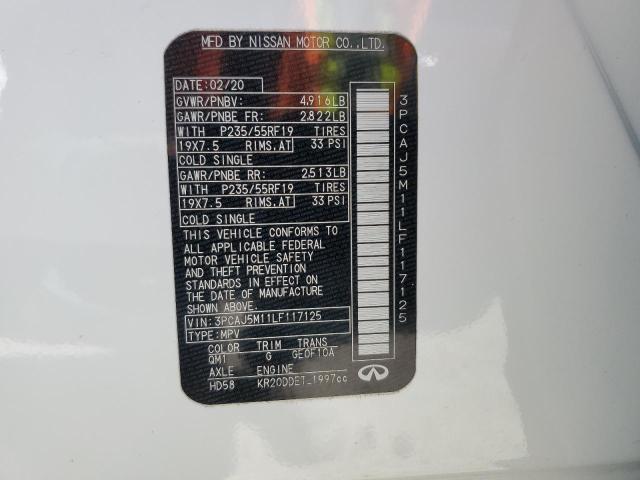 MFD BY NISSAN MOTOR CO.,LTD.
DATE: 02/20
GVWR/PNBV: 4,916LB
GAWR/PNBE FR: 2,822LB
WITH P235/55RF19 TIRES
19X7.5 RIMS,AT 33 PSI
COLD SINGLE
GAWR/PNBE RR: 2,513LB
WITH P235/55RF19 TIRES
19X7.5 RIMS,AT 33 PSI
COLD SINGLE
THIS VEHICLE CONFORMS TO
ALL APPLICABLE FEDERAL
MOTOR VEHICLE SAFETY
AND THEFT PREVENTION
STANDARDS IN EFFECT ON
THE DATE OF MANUFACTURE
SHOWN ABOVE.
VIN: 3PCAJ5M11LF117125
TYPE: MPV
COLOR TRIM TRANS
QM1 G GE0F10A
AXLE ENGINE
HD58 KR20DDET_1997cc
3PCAJ5M11LF117125